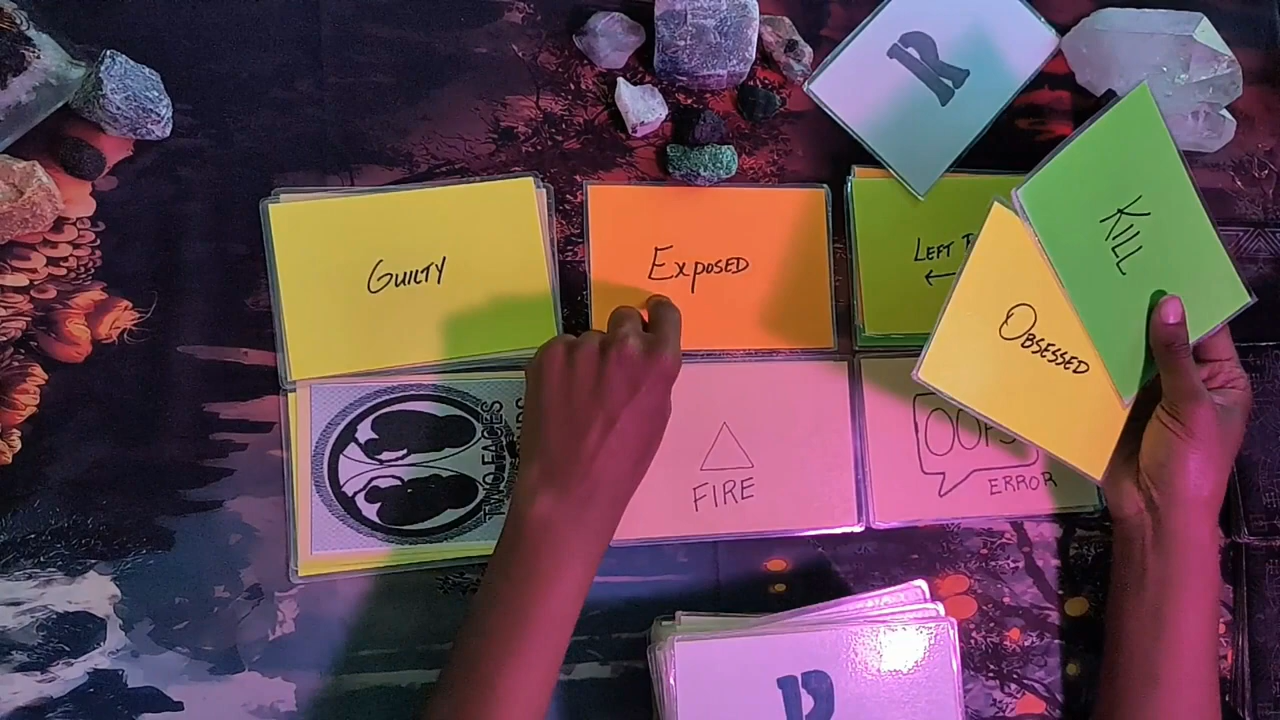 R
GUILTY
EXPOSED
LEFT
←
KILL
OBSESSED
TWO FACES
FIRE
OOPS
ERROR
R